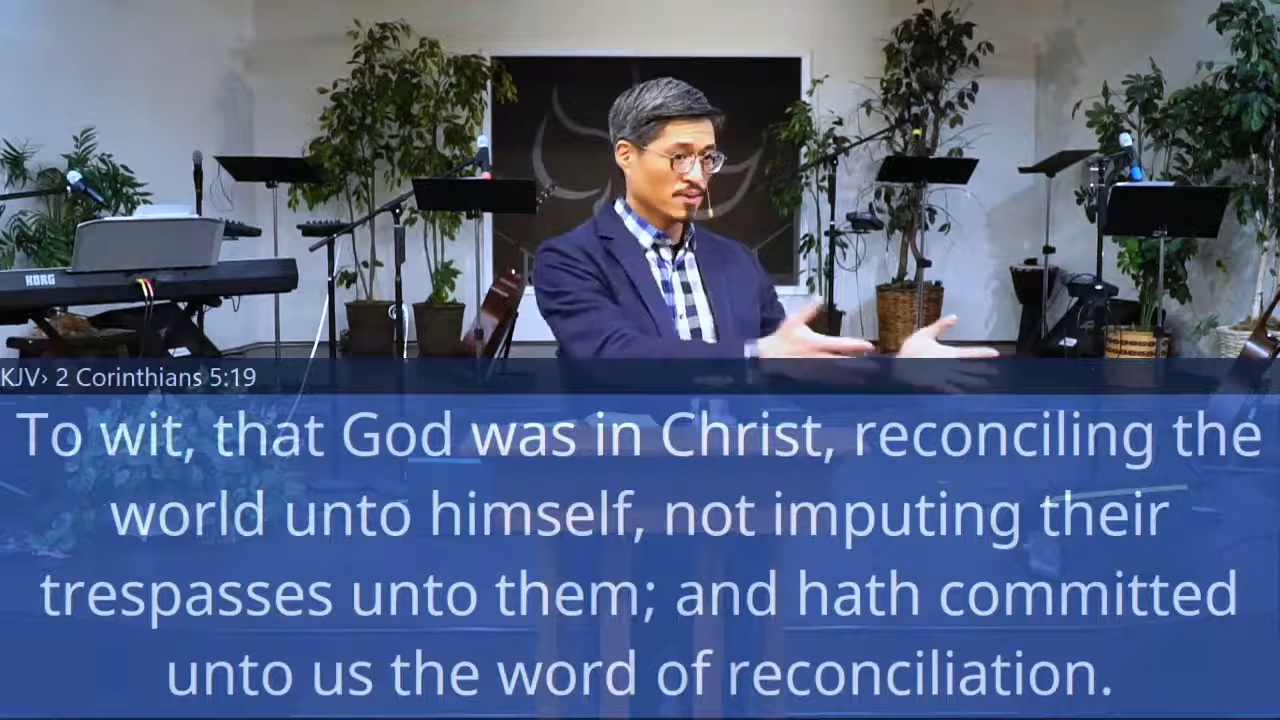 KORG
KJV› 2 Corinthians 5:19
To wit, that God was in Christ, reconciling the
world unto himself, not imputing their
trespasses unto them; and hath committed
unto us the word of reconciliation.